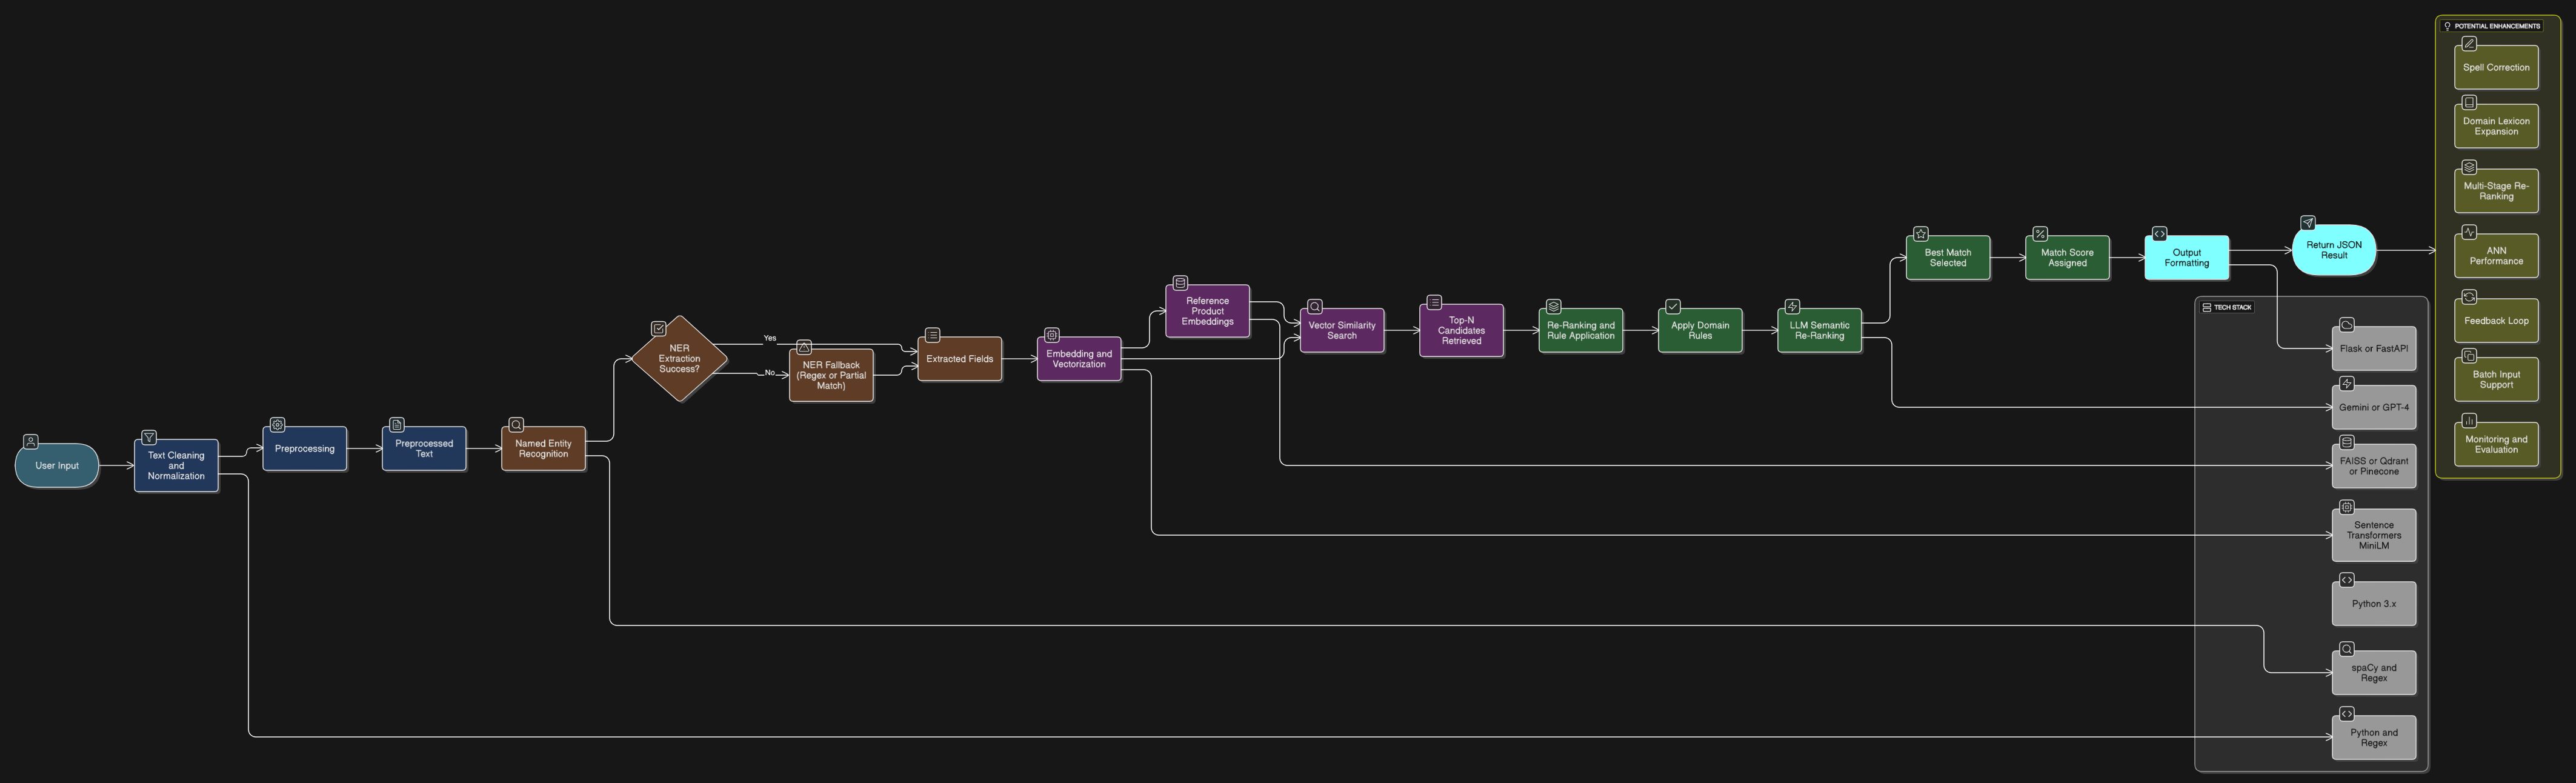 User Input
Text Cleaning
and
Normalization
Preprocessing
Preprocessed
Text
Named Entity
Recognition
NER
Extraction
Success?
Yes
No
NER Fallback
(Regex or Partial
Match)
Extracted Fields
Embedding and
Vectorization
Reference
Product
Embeddings
Vector Similarity
Search
Top-N
Candidates
Retrieved
Re-Ranking and
Rule Application
Apply Domain
Rules
LLM Semantic
Re-Ranking
Best Match
Selected
Match Score
Assigned
Output
Formatting
Return JSON
Result
TECH STACK
Flask or FastAPI
Gemini or GPT-4
FAISS or Qdrant
or Pinecone
Sentence
Transformers
MiniLM
Python 3.x
spaCy and
Regex
Python and
Regex
POTENTIAL ENHANCEMENTS
Spell Correction
Domain Lexicon
Expansion
Multi-Stage Re-
Ranking
ANN
Performance
Feedback Loop
Batch Input
Support
Monitoring and
Evaluation